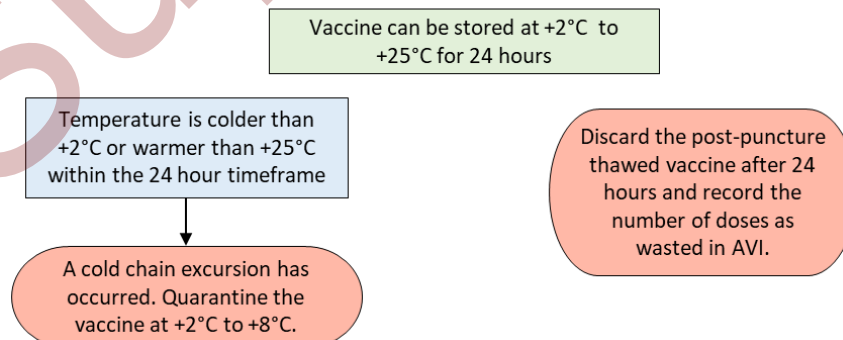 Vaccine can be stored at +2°C to
+25°C for 24 hours
Temperature is colder than
+2°C or warmer than +25°C
within the 24 hour timeframe
Discard the post-puncture
thawed vaccine after 24
hours and record the
number of doses as
wasted in AVI.
A cold chain excursion has
occurred. Quarantine the
vaccine at +2°C to +8°C.